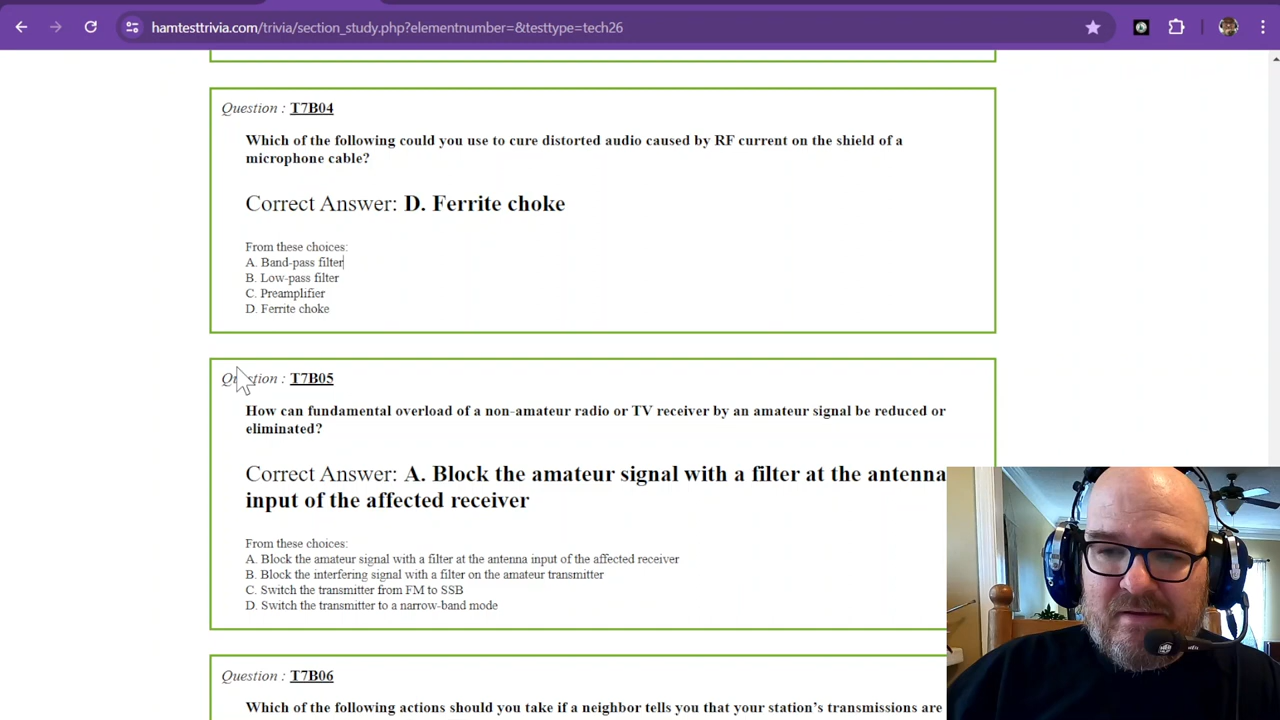 hamtesttrivia.com/trivia/section_study.php?elementnumber=&testtype=tech26
Question : T7B04
Which of the following could you use to cure distorted audio caused by RF current on the shield of a
microphone cable?
Correct Answer: D. Ferrite choke
From these choices:
A. Band-pass filter
B. Low-pass filter
C. Preamplifier
D. Ferrite choke
Question : T7B05
How can fundamental overload of a non-amateur radio or TV receiver by an amateur signal be reduced or
eliminated?
Correct Answer: A. Block the amateur signal with a filter at the antenna
input of the affected receiver
From these choices:
A. Block the amateur signal with a filter at the antenna input of the affected receiver
B. Block the interfering signal with a filter on the amateur transmitter
C. Switch the transmitter from FM to SSB
D. Switch the transmitter to a narrow-band mode
Question : T7B06
Which of the following actions should you take if a neighbor tells you that your station’s transmissions are